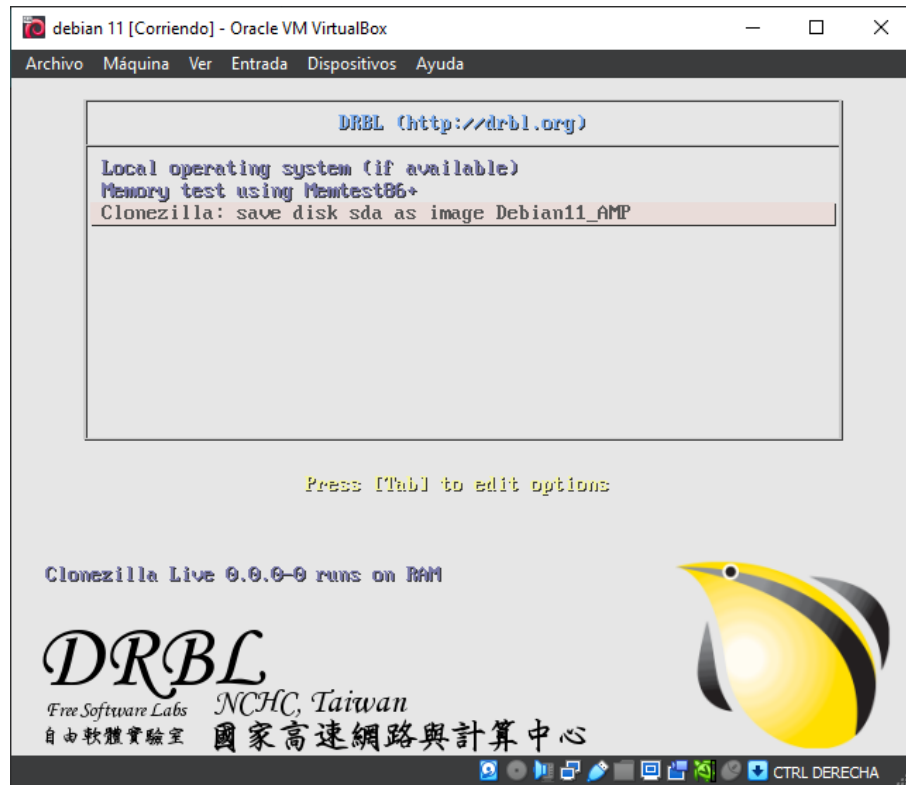 debian 11 [Corriendo] - Oracle VM VirtualBox
Archivo Máquina Ver Entrada Dispositivos Ayuda
DRBL (http://drbl.org)
Local operating system (if available)
Memory test using Memtest86+
Clonezilla: save disk sda as image Debian11_AMP
Press [Tab] to edit options
Clonezilla Live 0.0.0-0 runs on RAM
DRBL
Free Software Labs NCHC, Taiwan
自由軟體實驗室 國家高速網路與計算中心
CTRL DERECHA